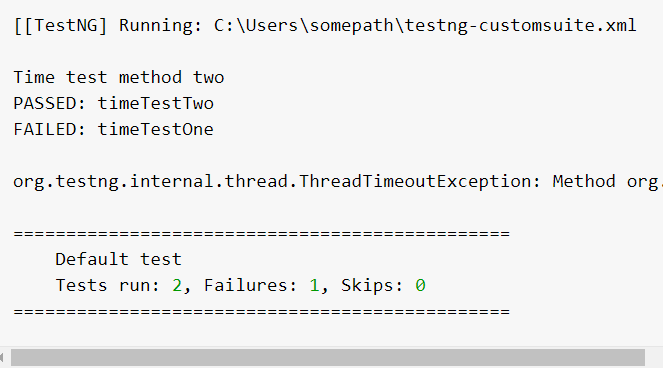 [[TestNG] Running: C:\Users\somepath\testng-customsuite.xml
Time test method two
PASSED: timeTestTwo
FAILED: timeTestOne
org.testng.internal.thread.ThreadTimeoutException: Method org.
===============================================
Default test
Tests run: 2, Failures: 1, Skips: 0
===============================================